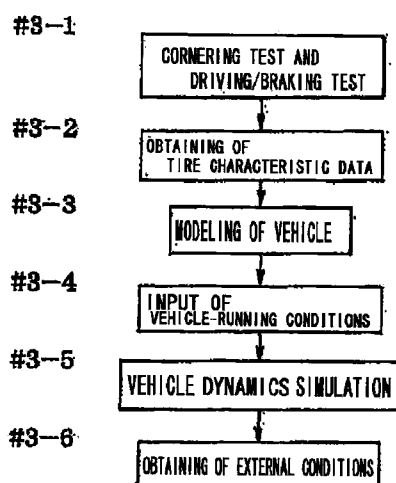 #3-1
CORNERING TEST AND
DRIVING/BRAKING TEST
#3-2
OBTAINING OF
TIRE CHARACTERISTIC DATA
#3-3
MODELING OF VEHICLE
#3-4
INPUT OF
VEHICLE-RUNNING CONDITIONS
#3-5
VEHICLE DYNAMICS SIMULATION
#3-6
OBTAINING OF EXTERNAL CONDITIONS